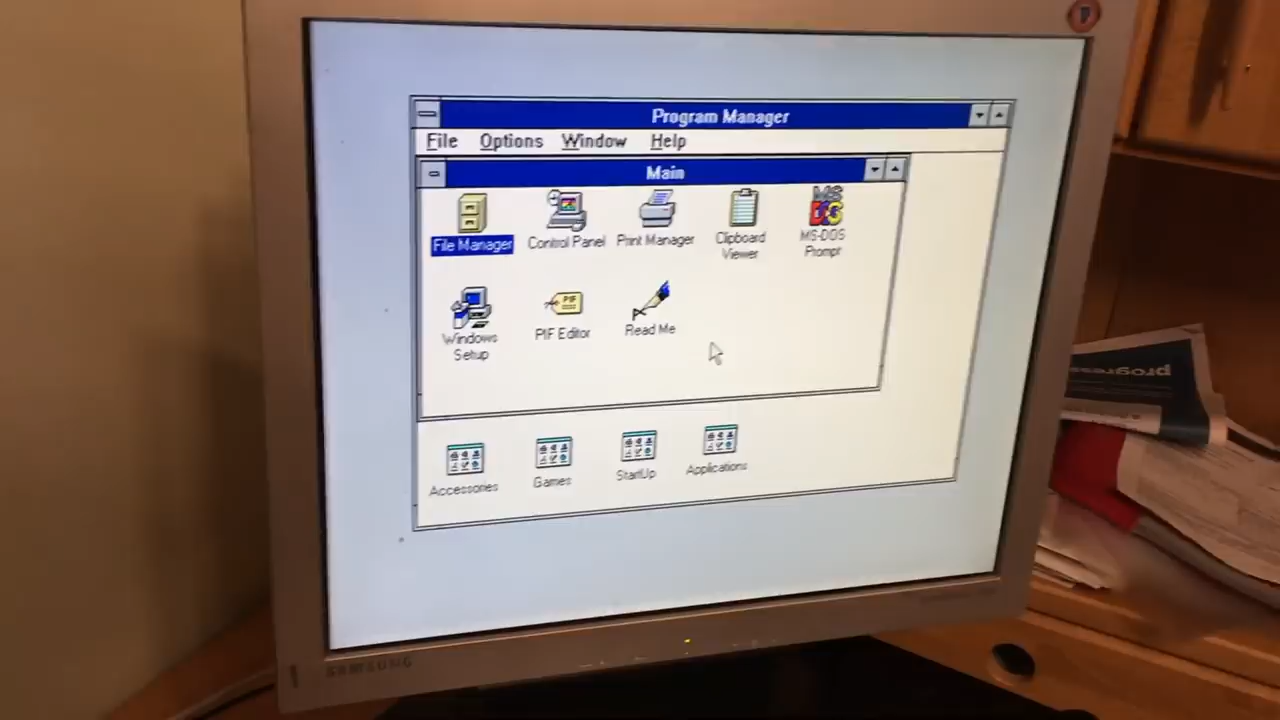 Program Manager
File Options Window Help
Main
File Manager
Control Panel
Print Manager
Clipboard
Viewer
MS
DOS
MS-DOS
Prompt
Windows
Setup
PIF
PIF Editor
Read Me
Accessories
Games
StartUp
Applications
SAMSUNG
progress